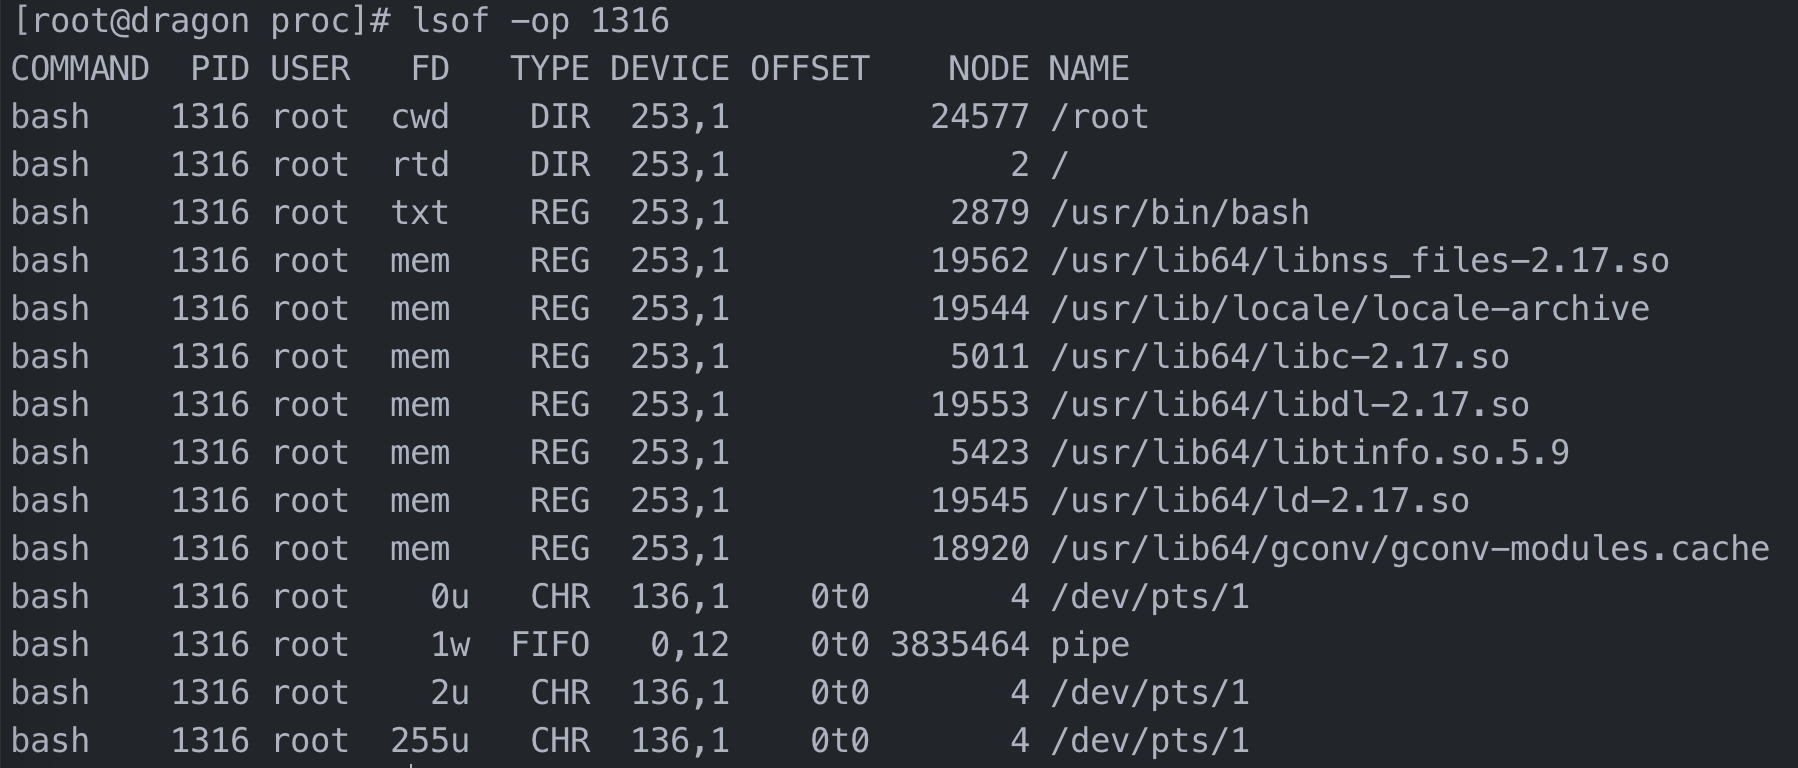 [root@dragon proc]# lsof -op 1316
COMMAND  PID USER   FD   TYPE DEVICE OFFSET    NODE NAME
bash    1316 root  cwd    DIR  253,1          24577 /root
bash    1316 root  rtd    DIR  253,1              2 /
bash    1316 root  txt    REG  253,1           2879 /usr/bin/bash
bash    1316 root  mem    REG  253,1          19562 /usr/lib64/libnss_files-2.17.so
bash    1316 root  mem    REG  253,1          19544 /usr/lib/locale/locale-archive
bash    1316 root  mem    REG  253,1           5011 /usr/lib64/libc-2.17.so
bash    1316 root  mem    REG  253,1          19553 /usr/lib64/libdl-2.17.so
bash    1316 root  mem    REG  253,1           5423 /usr/lib64/libtinfo.so.5.9
bash    1316 root  mem    REG  253,1          19545 /usr/lib64/ld-2.17.so
bash    1316 root  mem    REG  253,1          18920 /usr/lib64/gconv/gconv-modules.cache
bash    1316 root    0u   CHR  136,1    0t0       4 /dev/pts/1
bash    1316 root    1w  FIFO   0,12    0t0 3835464 pipe
bash    1316 root    2u   CHR  136,1    0t0       4 /dev/pts/1
bash    1316 root  255u   CHR  136,1    0t0       4 /dev/pts/1